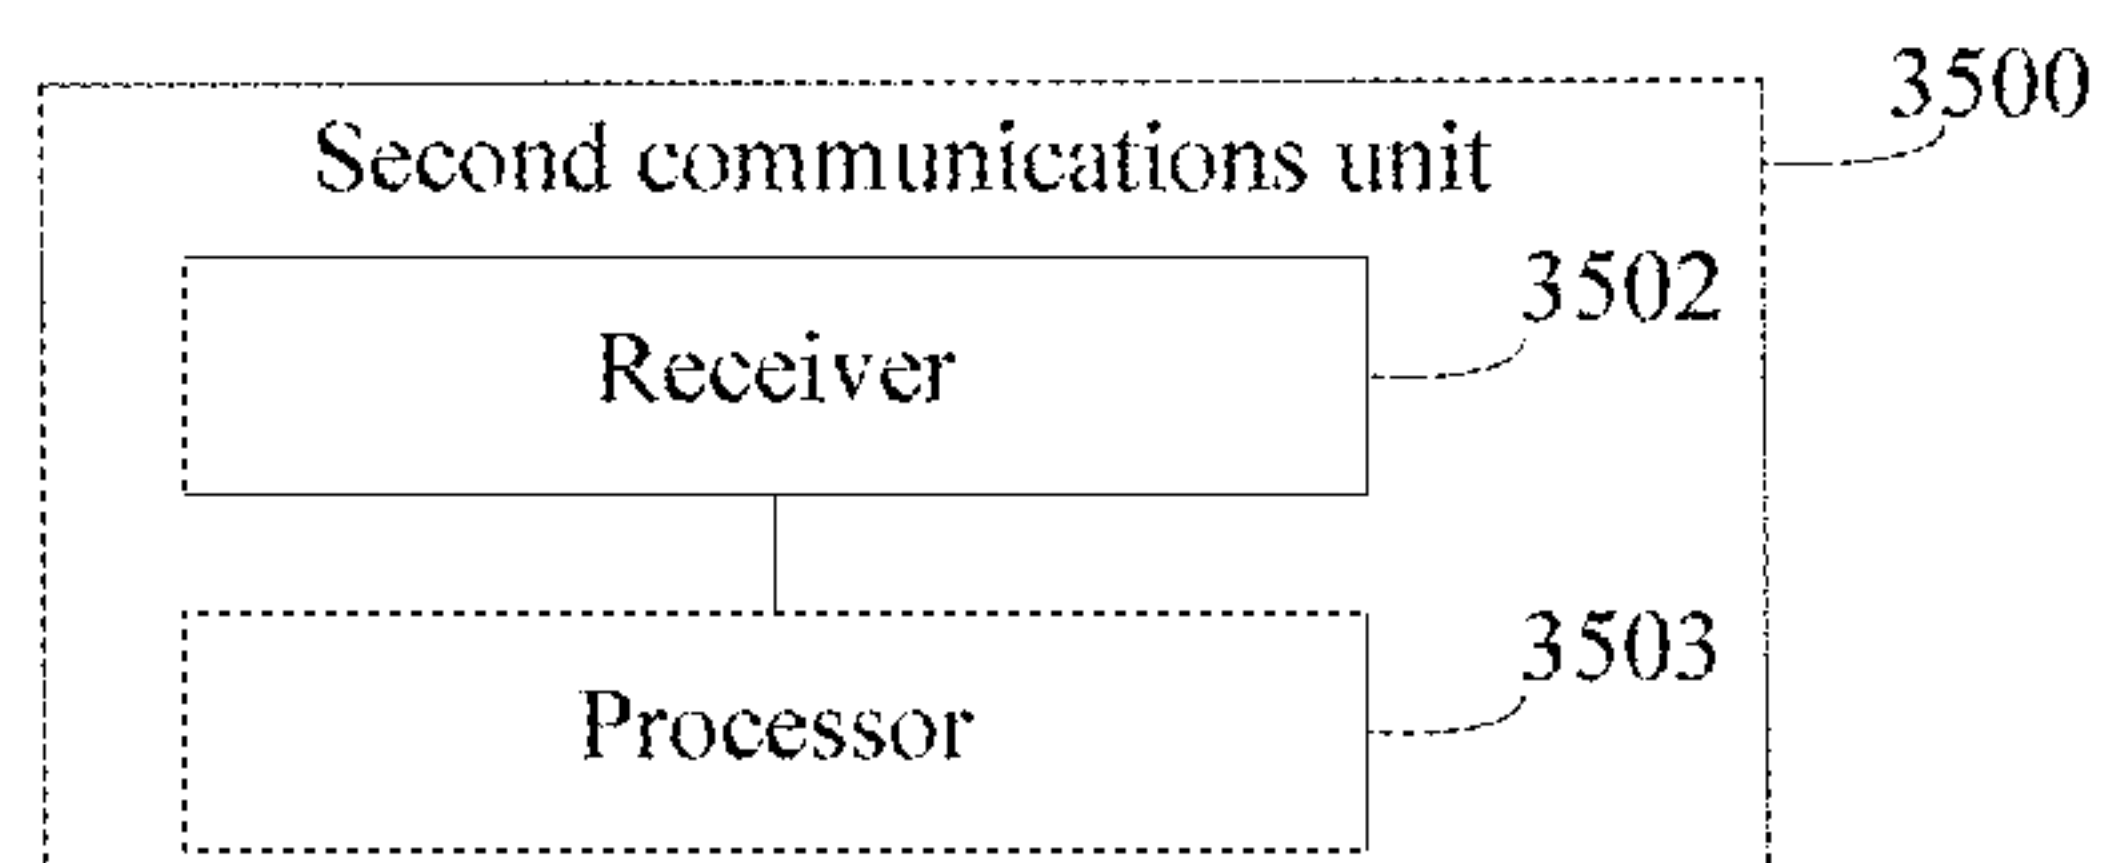 3500
Second communications unit
3502
Receiver
3503
Processor